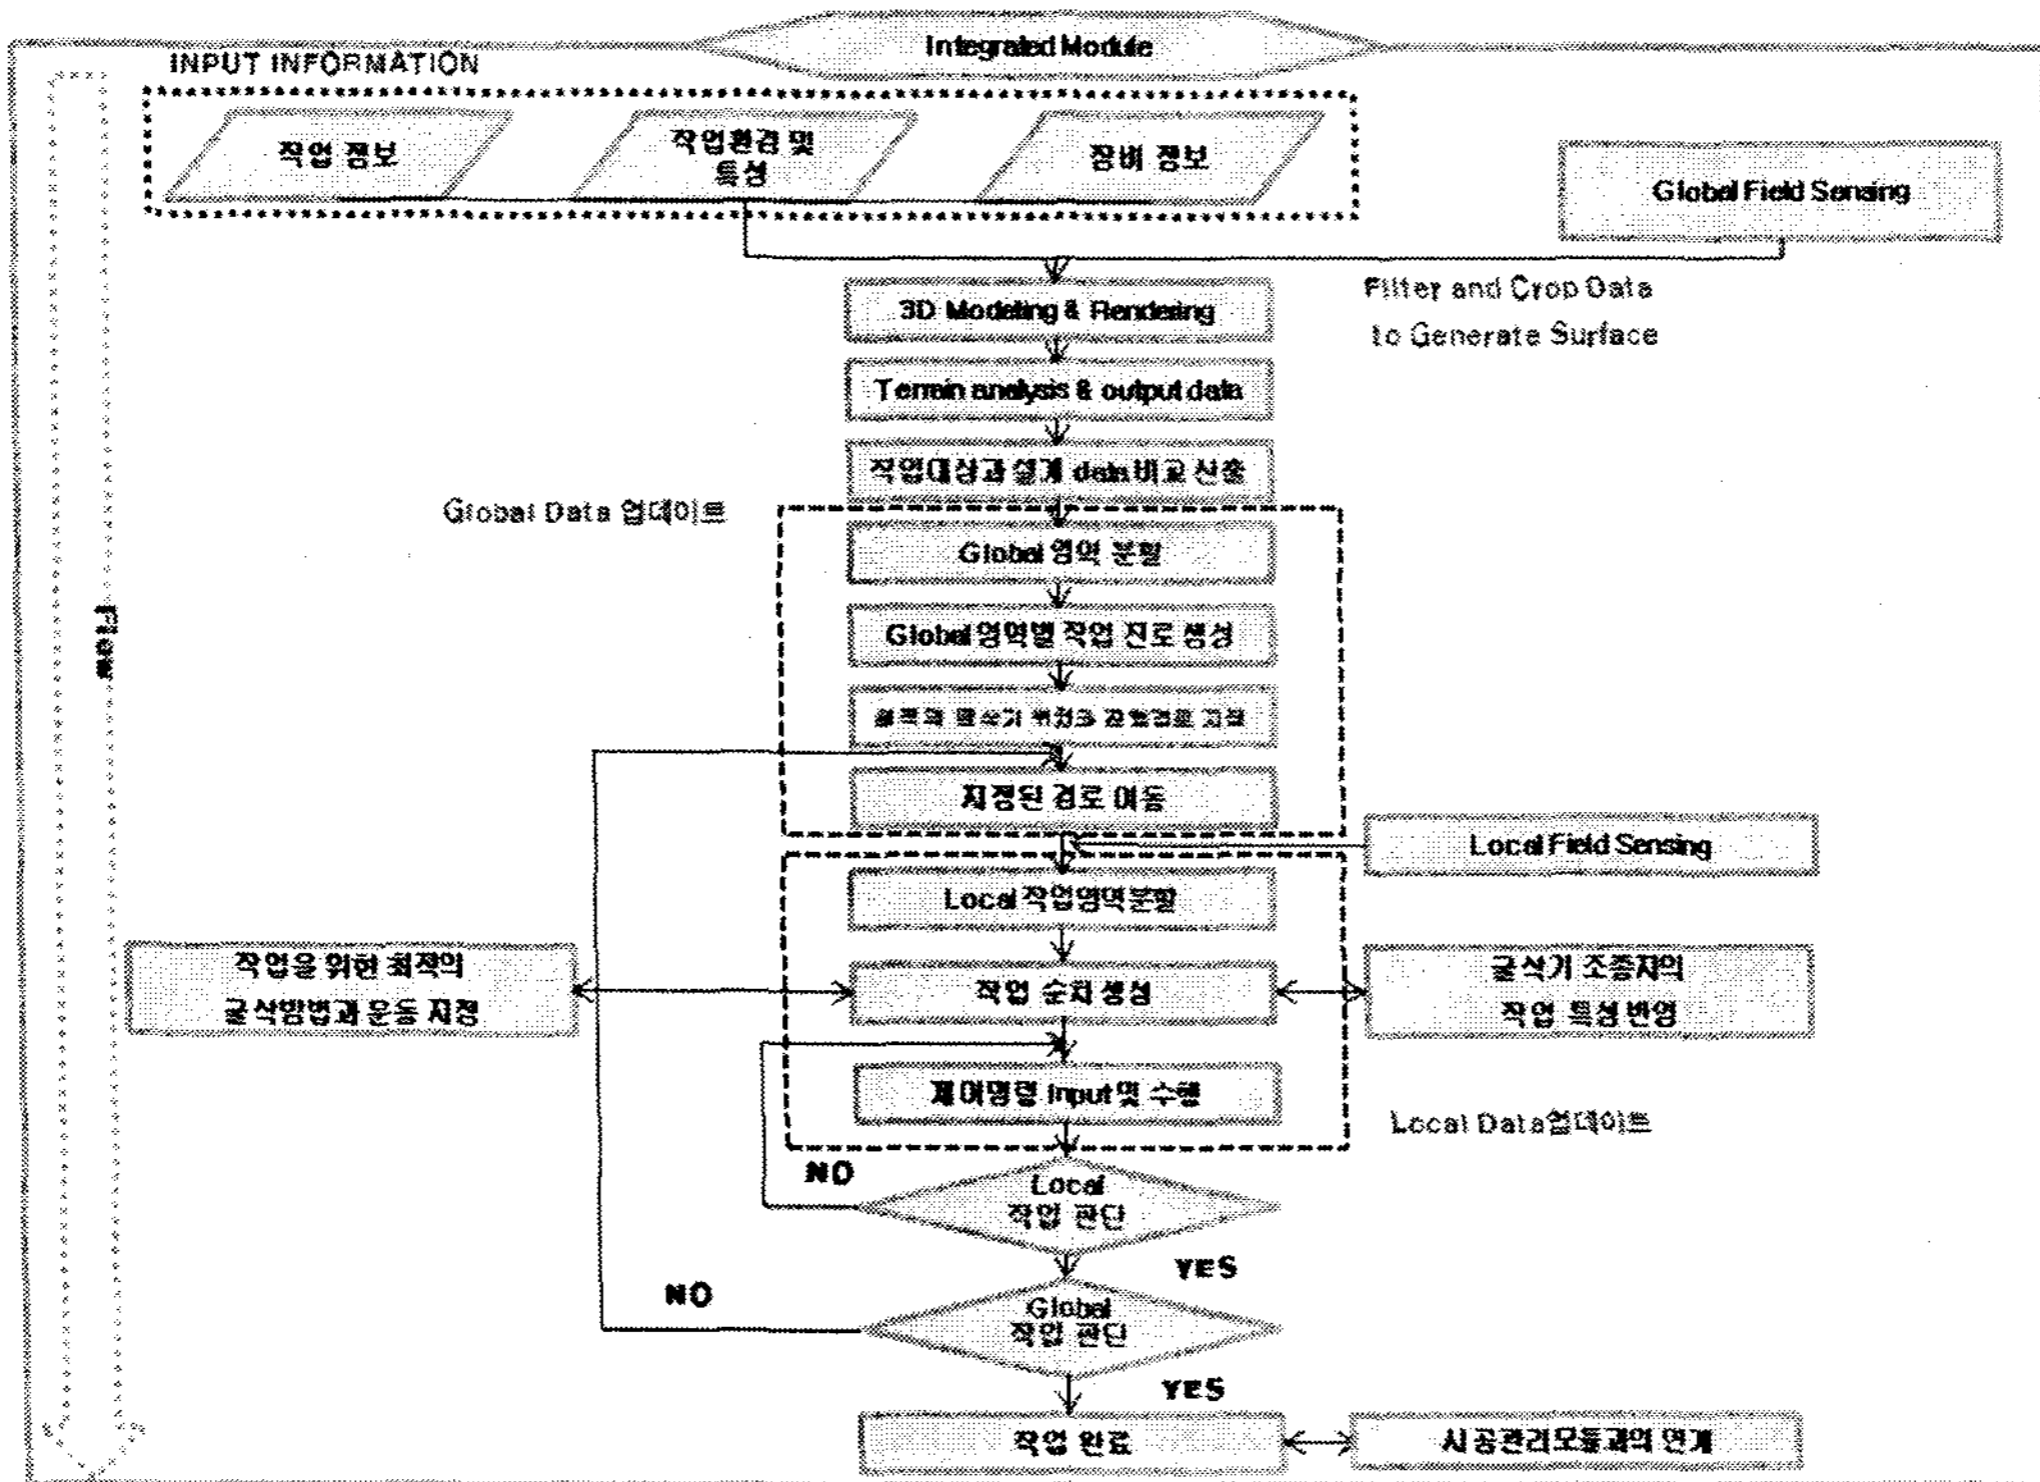 Integrated Module
INPUT INFORMATION
작업 정보
작업환경 및
특성
장비 정보
Global Field Sensing
Filter and Crop Data
to Generate Surface
3D Modeling & Rendering
Terrain analysis & output data
작업대상과 설계 data 비교 산출
Global Data 업데이트
Global 영역 분할
Global 영역별 작업 진로 생성
Flow
지정된 경로 이동
Local Field Sensing
Local 작업영역분할
작업을 위한 최적의
굴삭방법과 운동 지정
작업 순차 생성
굴삭기 조종자의
작업 특성 반영
제어명령 Input 및 수행
Local Data업데이트
NO
Local
작업 판단
YES
NO
Global
작업 판단
YES
작업 완료
시공관리모듈과의 연계